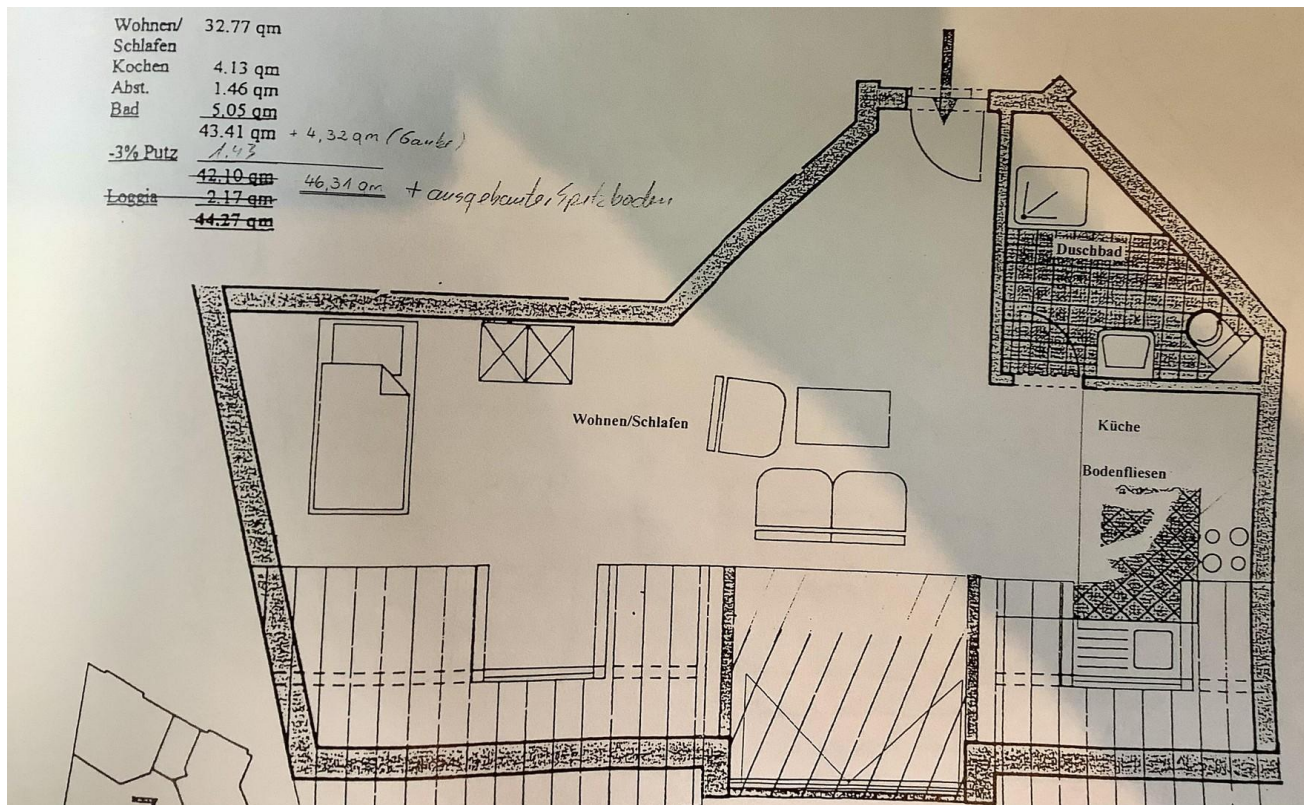 Wohnen/ 32.77 qm
Schlafen
Kochen 4.13 qm
Abst. 1.46 qm
Bad 5.05 qm
43.41 qm + 4,32 qm (Gaube)
-3% Putz 1.43
42.10 qm 46,31 qm + ausgebauter Spitzboden
Loggia 2.17 qm
44.27 qm
Duschbad
Wohnen/Schlafen
Küche
Bodenfliesen